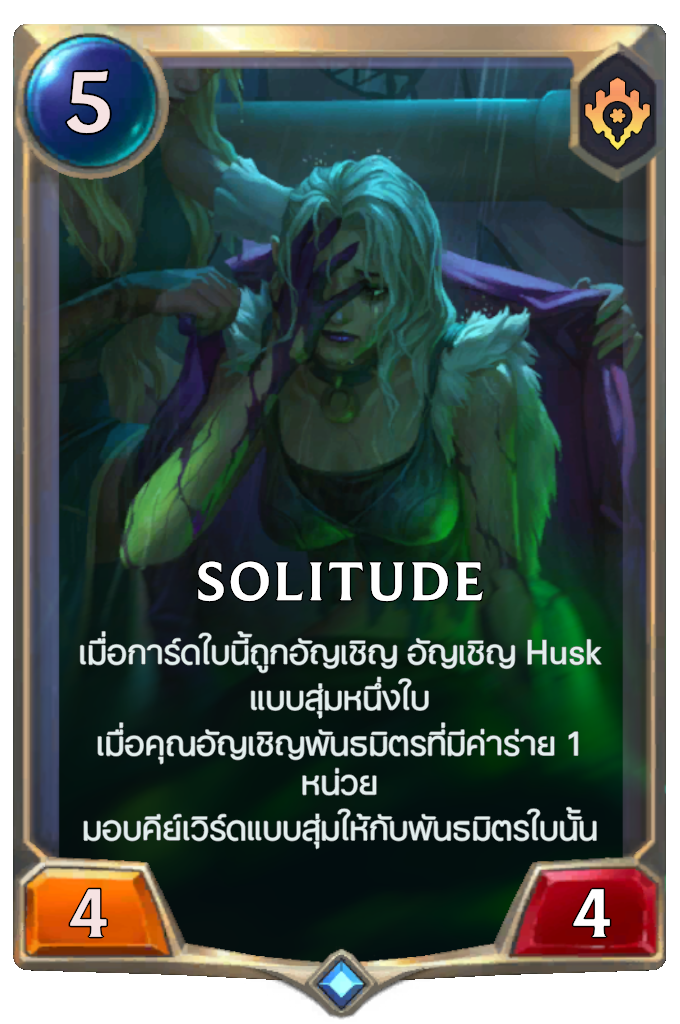 5
SOLITUDE
เมื่อการ์ดใบนี้ถูกอัญเชิญ อัญเชิญ Husk
แบบสุ่มหนึ่งใบ
เมื่อคุณอัญเชิญพันธมิตรที่มีค่าร่าย 1
หน่วย
มอบคีย์เวิร์ดแบบสุ่มให้กับพันธมิตรใบนั้น
4
4